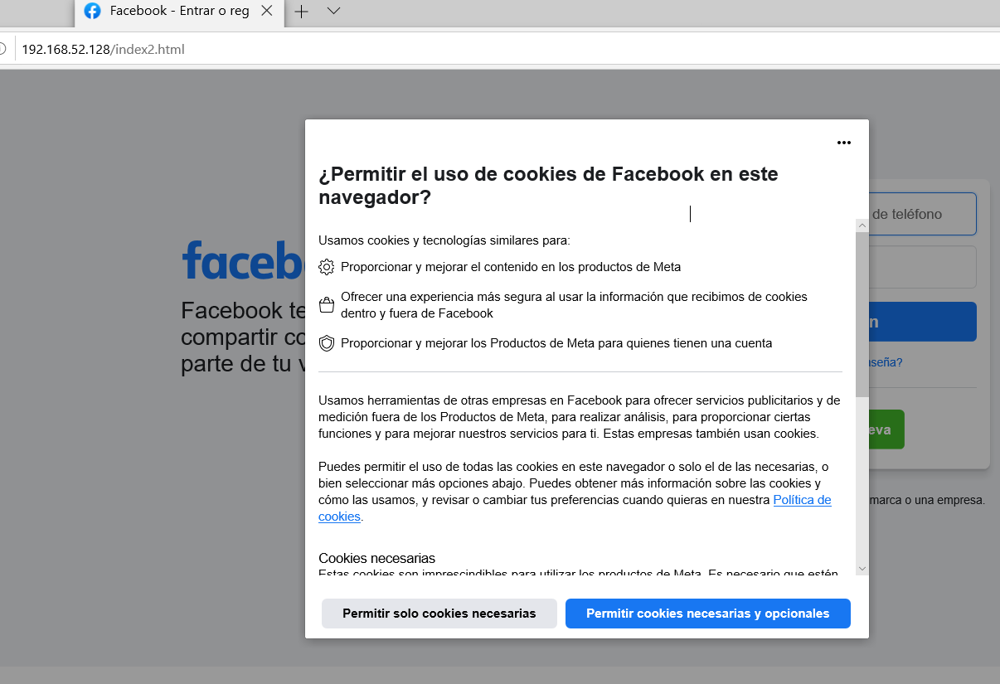 Facebook - Entrar o reg
192.168.52.128/index2.html
¿Permitir el uso de cookies de Facebook en este
navegador?
Usamos cookies y tecnologías similares para:
Proporcionar y mejorar el contenido en los productos de Meta
Ofrecer una experiencia más segura al usar la información que recibimos de cookies
dentro y fuera de Facebook
Proporcionar y mejorar los Productos de Meta para quienes tienen una cuenta
Usamos herramientas de otras empresas en Facebook para ofrecer servicios publicitarios y de
medición fuera de los Productos de Meta, para realizar análisis, para proporcionar ciertas
funciones y para mejorar nuestros servicios para ti. Estas empresas también usan cookies.
Puedes permitir el uso de todas las cookies en este navegador o solo el de las necesarias, o
bien seleccionar más opciones abajo. Puedes obtener más información sobre las cookies y
cómo las usamos, y revisar o cambiar tus preferencias cuando quieras en nuestra Política de
cookies.
Cookies necesarias
Estas cookies son imprescindibles para utilizar los productos de Meta. Es necesario que estén
Permitir solo cookies necesarias
Permitir cookies necesarias y opcionales
faceb
Facebook te
compartir co
parte de tu v
de teléfono
n
seña?
eva
marca o una empresa.